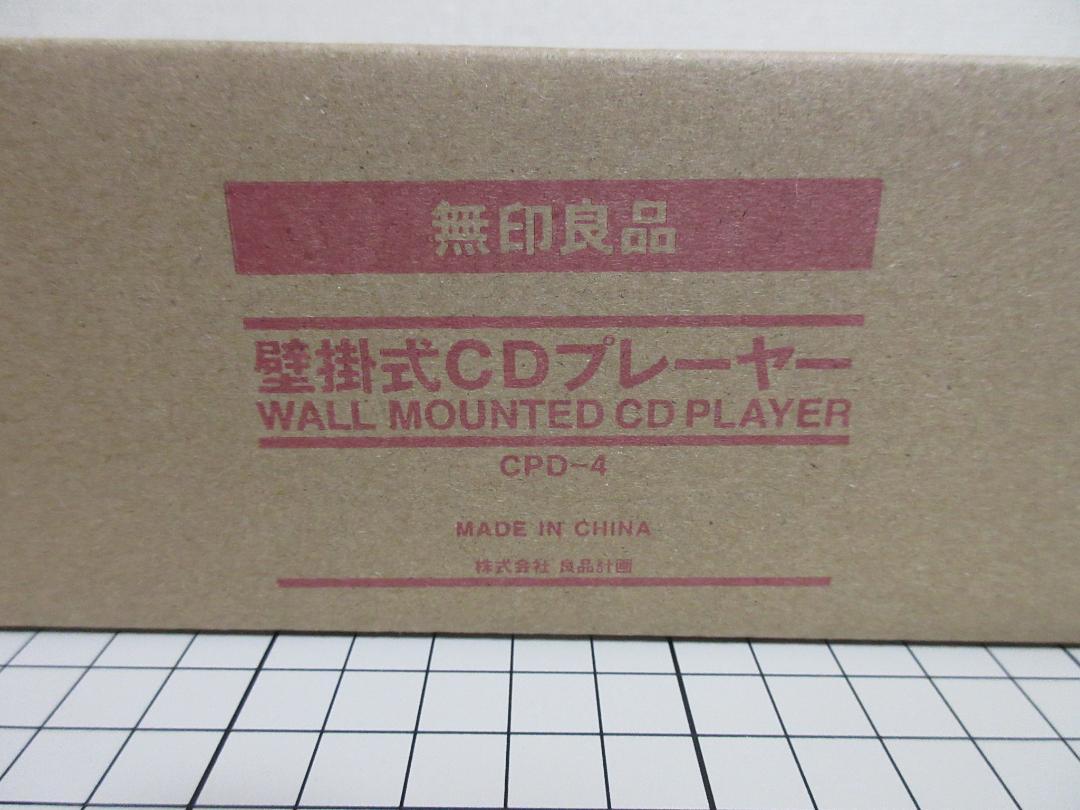 無印良品
壁掛式CDプレーヤー
WALL MOUNTED CD PLAYER
CPD-4
MADE IN CHINA
株式会社 良品計画